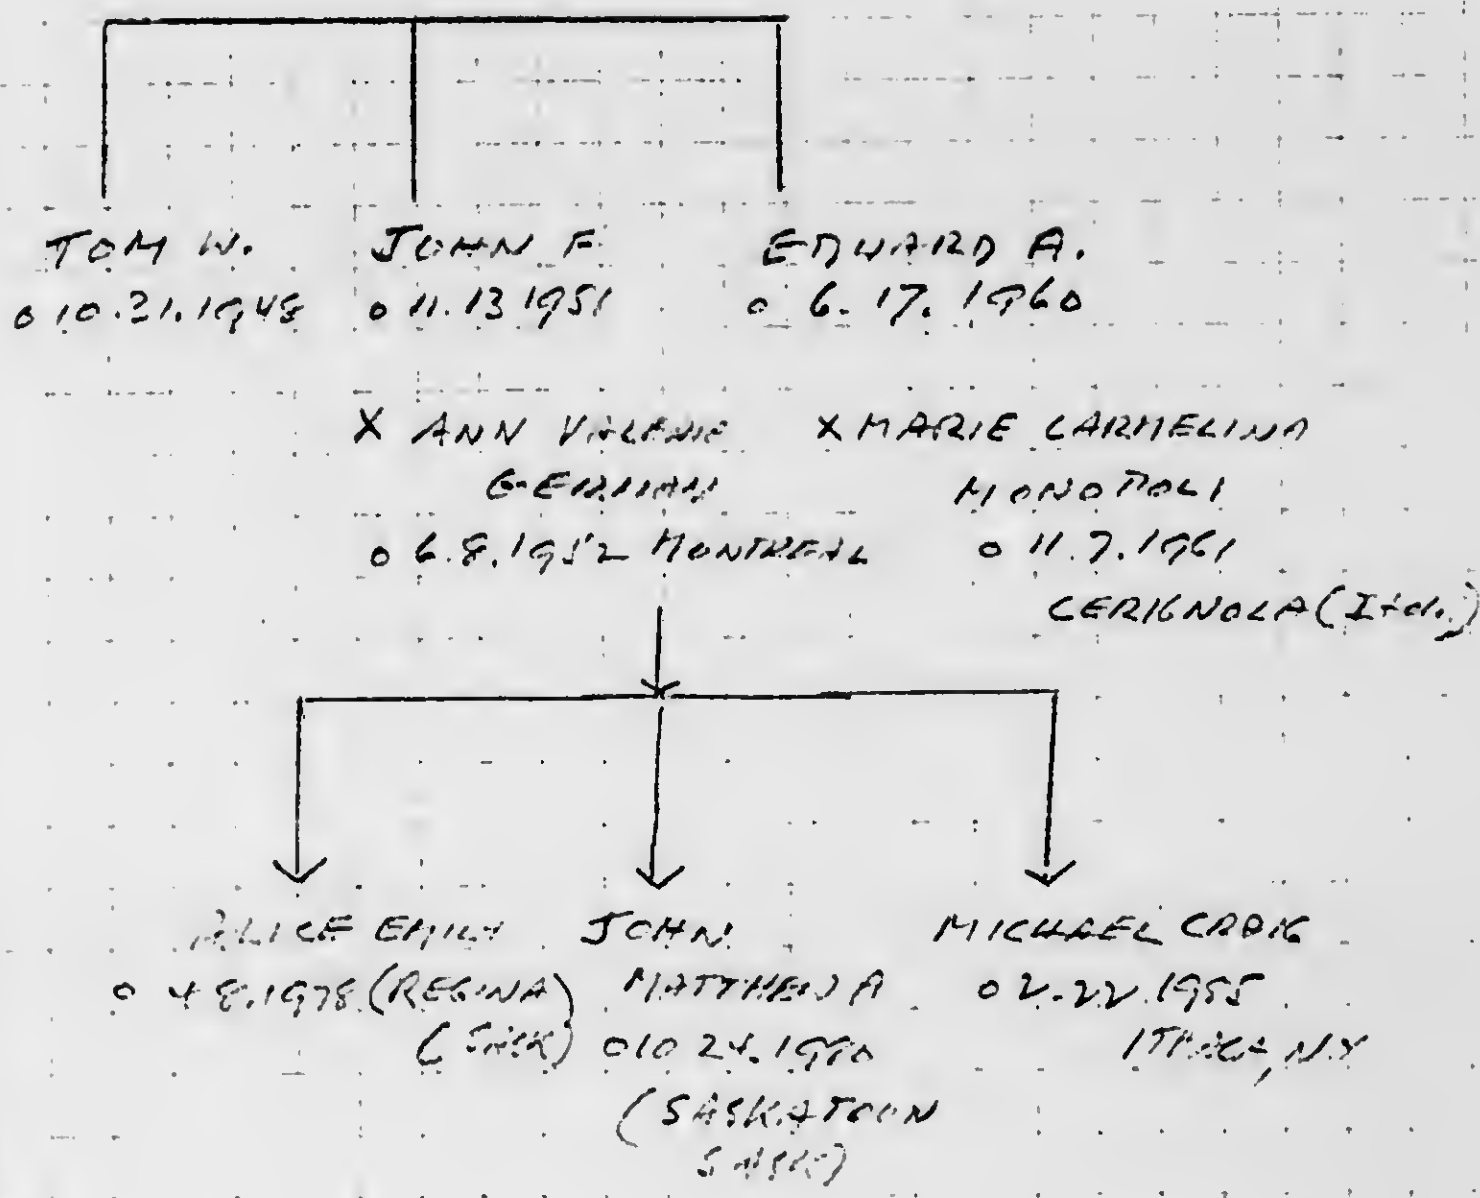 TOM W. JOHN F. EDWARD A.
o 10.31.1948 o 11.13 1951 o 6.17.1960
X ANN VALERIE X MARIE CARMELINA
GERMAN MONOPOLI
o 6.8.1952 MONTREAL o 11.7.1961
CERIGNOLA (Ital.)
ALICE EMILY JOHN MICHAEL CRAIG
o 4 8.1978 (REGINA) MATTHEW A o 2.22.1985
(SASK) o 10 24.1980 ITHACA, N.Y
(SASKATOON
SASK)